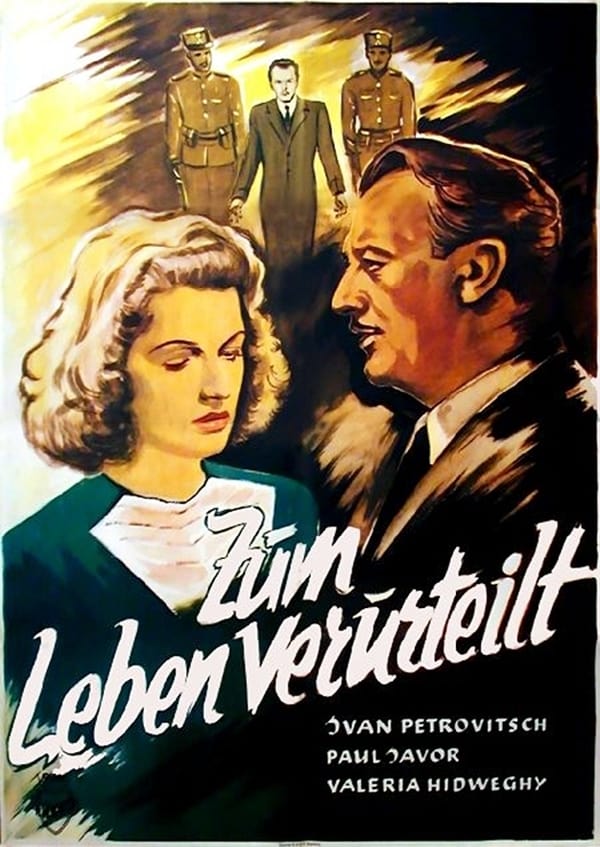 Zum
Leben verurteilt
IVAN PETROVITSCH
PAUL JAVOR
VALERIA HIDWEGHY